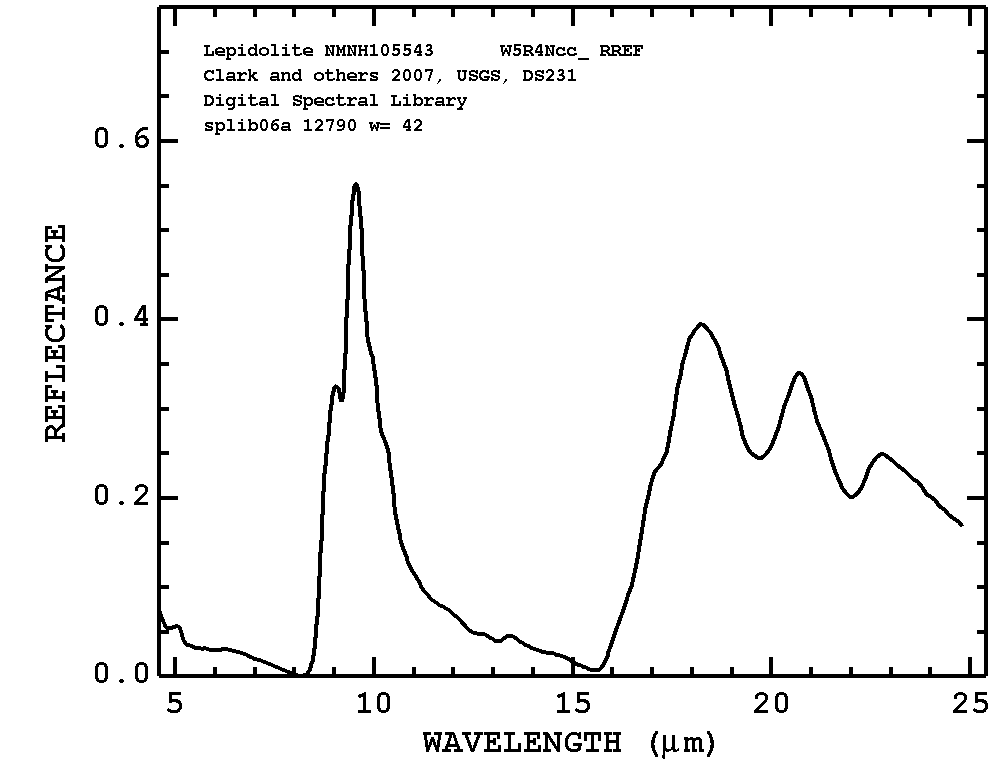 Lepidolite NMNH105543 W5R4Ncc_ RREF
Clark and others 2007, USGS, DS231
Digital Spectral Library
splib06a 12790 w= 42
0.6
0.4
0.2
0.0
REFLECTANCE
5 10 15 20 25
WAVELENGTH (μm)